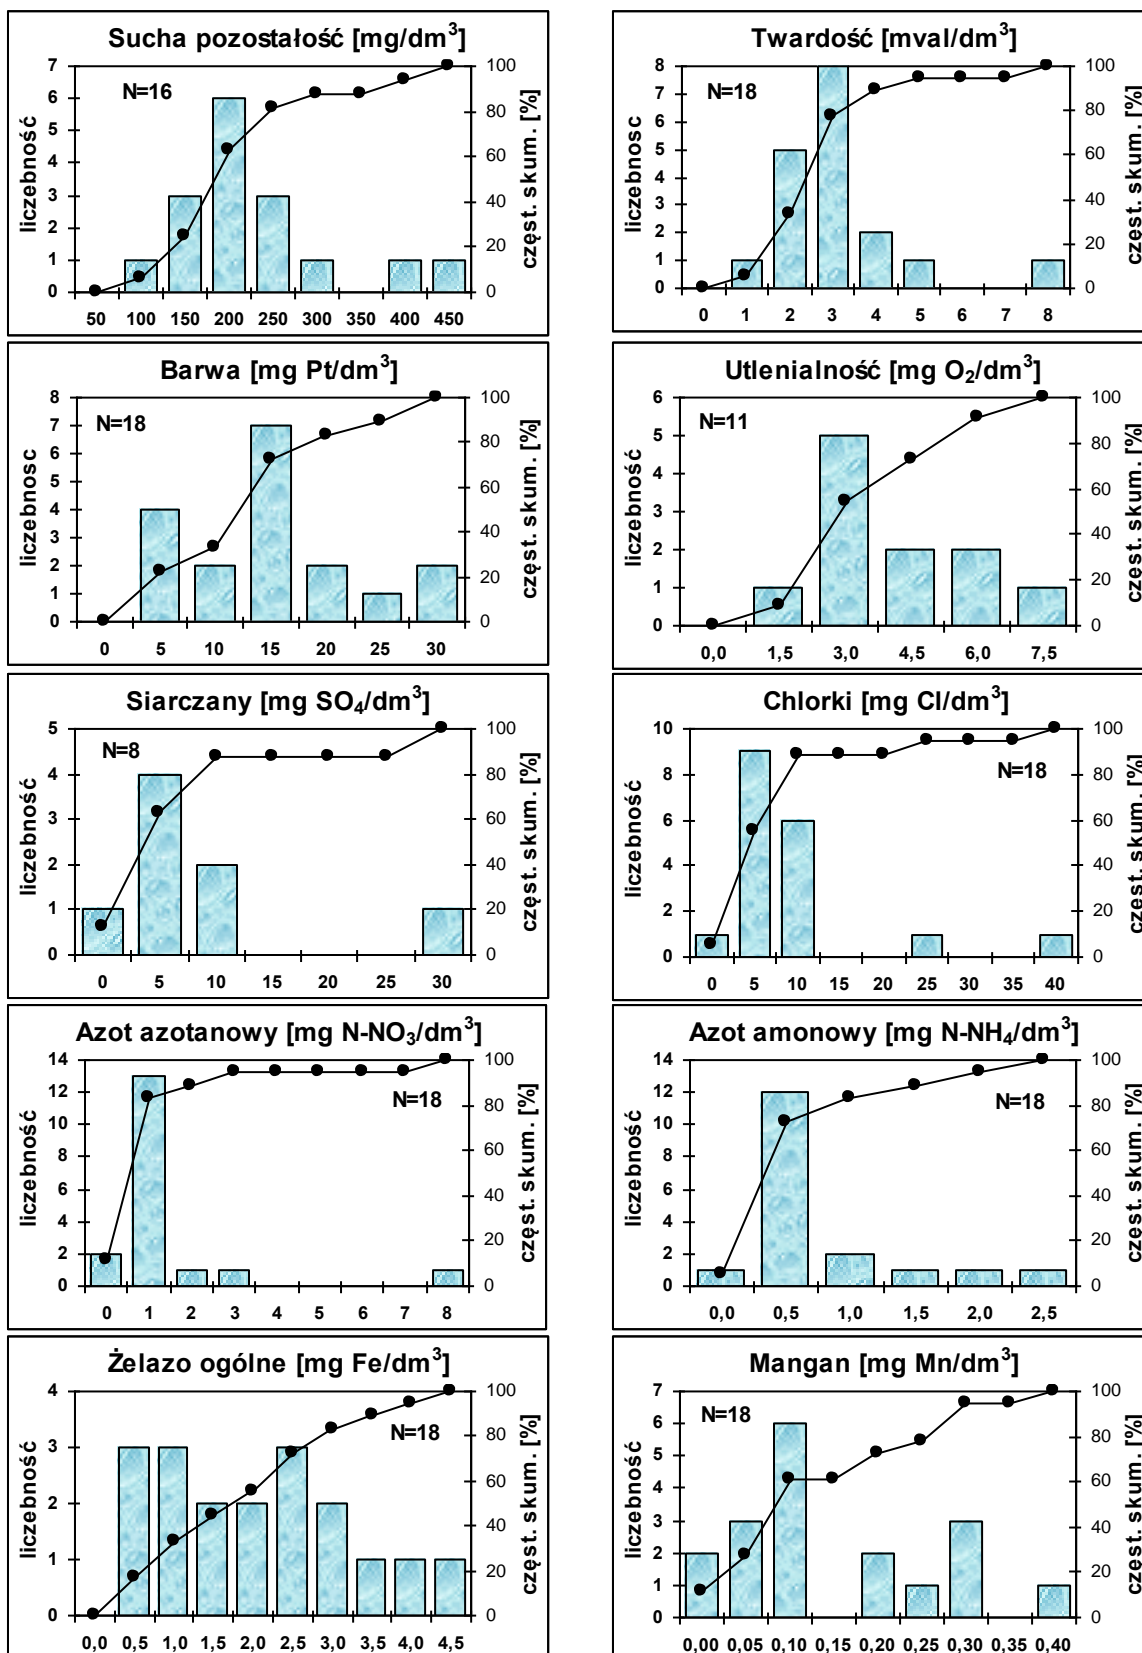 Sucha pozostałość [mg/dm³]
N=16
liczebność
częst. skum. [%]
7
6
5
4
3
2
1
0
100
80
60
40
20
0
50 100 150 200 250 300 350 400 450
Twardość [mval/dm³]
N=18
liczebność
częst. skum. [%]
8
7
6
5
4
3
2
1
0
100
80
60
40
20
0
0 1 2 3 4 5 6 7 8
Barwa [mg Pt/dm³]
N=18
liczebnosc
częst. skum. [%]
8
7
6
5
4
3
2
1
0
100
80
60
40
20
0
0 5 10 15 20 25 30
Utlenialność [mg O₂/dm³]
N=11
liczebność
częst. skum. [%]
6
5
4
3
2
1
0
100
80
60
40
20
0
0,0 1,5 3,0 4,5 6,0 7,5
Siarczany [mg SO₄/dm³]
N=8
liczebność
częst. skum. [%]
5
4
3
2
1
0
100
80
60
40
20
0
0 5 10 15 20 25 30
Chlorki [mg Cl/dm³]
N=18
liczebność
częst. skum. [%]
10
8
6
4
2
0
100
80
60
40
20
0
0 5 10 15 20 25 30 35 40
Azot azotanowy [mg N-NO₃/dm³]
N=18
liczebność
częst. skum. [%]
14
12
10
8
6
4
2
0
100
80
60
40
20
0
0 1 2 3 4 5 6 7 8
Azot amonowy [mg N-NH₄/dm³]
N=18
liczebność
częst. skum. [%]
14
12
10
8
6
4
2
0
100
80
60
40
20
0
0,0 0,5 1,0 1,5 2,0 2,5
Żelazo ogólne [mg Fe/dm³]
N=18
liczebność
częst. skum. [%]
4
3
2
1
0
100
80
60
40
20
0
0,0 0,5 1,0 1,5 2,0 2,5 3,0 3,5 4,0 4,5
Mangan [mg Mn/dm³]
N=18
liczebność
częst. skum. [%]
7
6
5
4
3
2
1
0
100
80
60
40
20
0
0,00 0,05 0,10 0,15 0,20 0,25 0,30 0,35 0,40